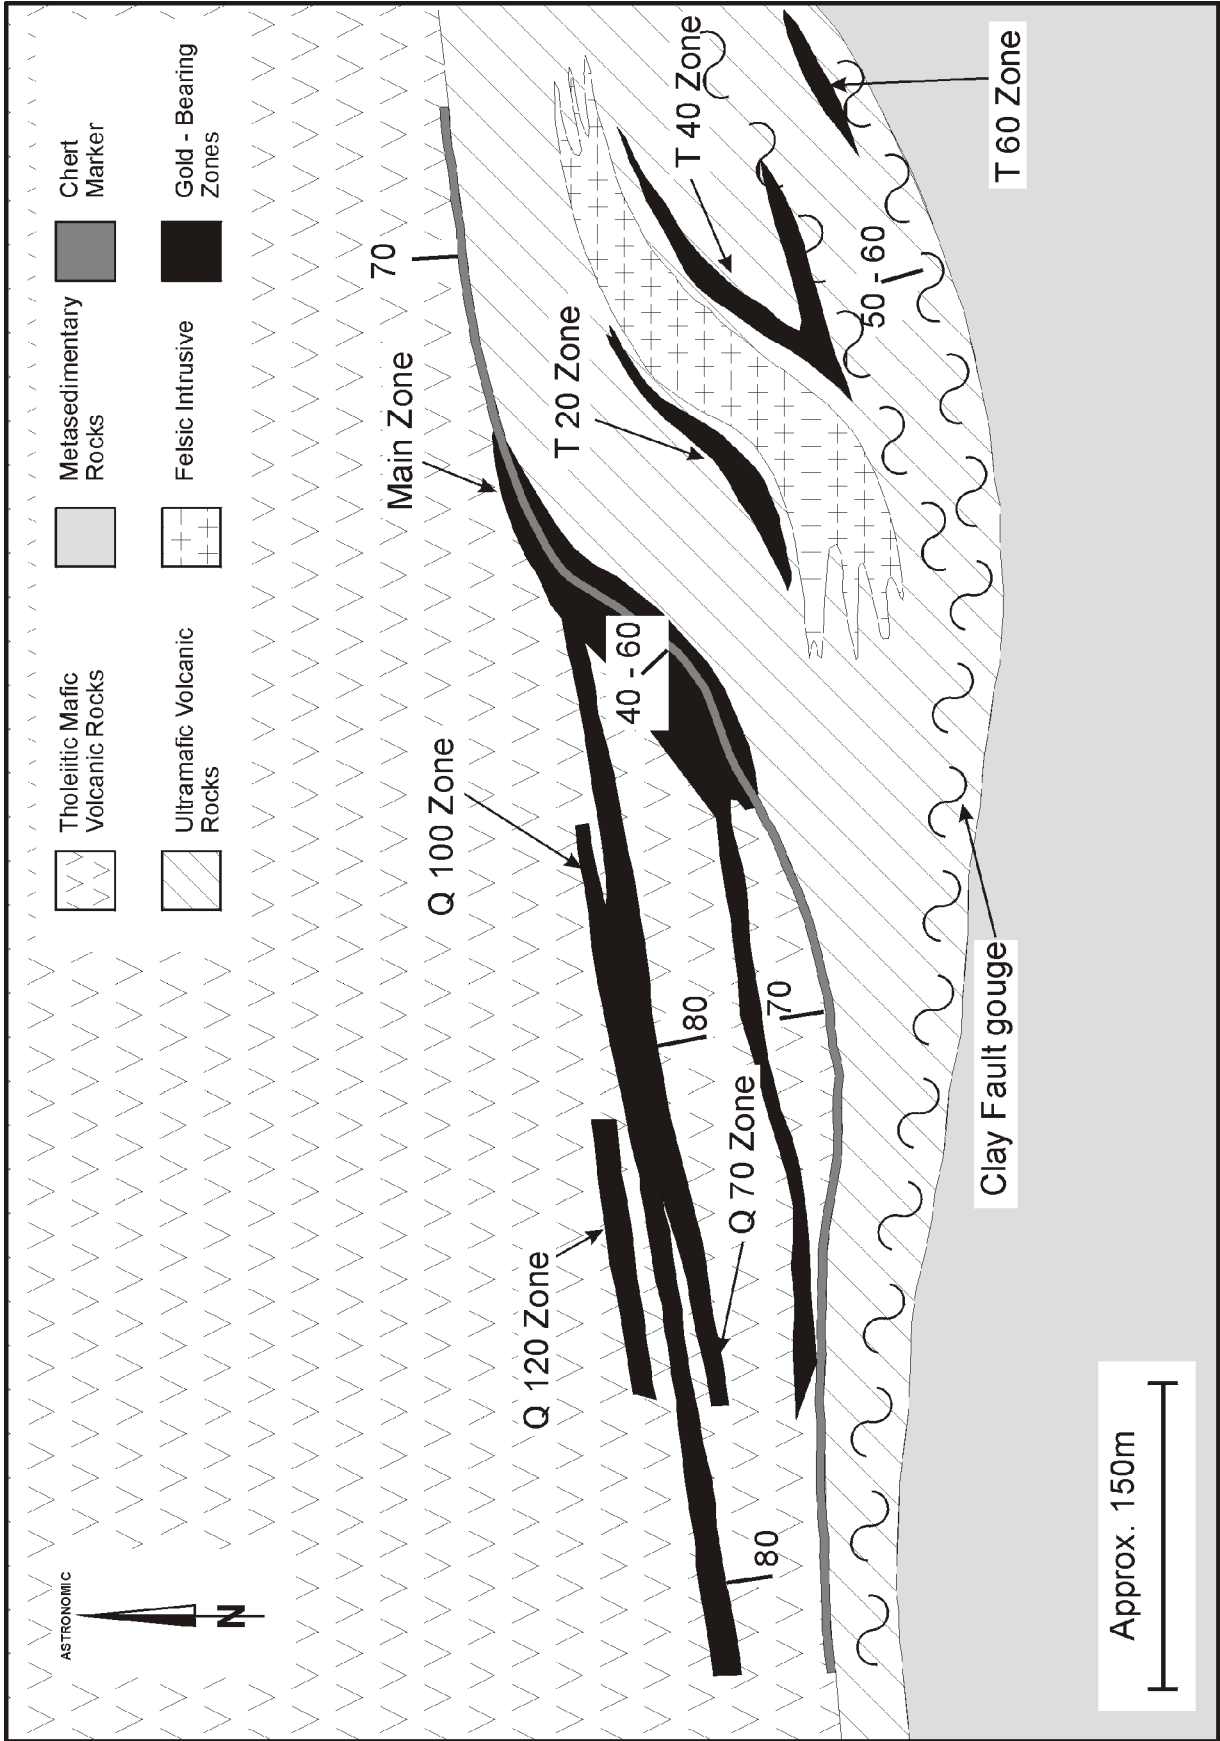 ASTRONOMIC
N
Tholeiitic Mafic
Volcanic Rocks
Metasedimentary
Rocks
Chert
Marker
Ultramafic Volcanic
Rocks
Felsic Intrusive
Gold - Bearing
Zones
70
Main Zone
Q 100 Zone
Q 120 Zone
T 20 Zone
T 40 Zone
40 - 60
80
Q 70 Zone
70
80
50 - 60
T 60 Zone
Clay Fault gouge
Approx. 150m